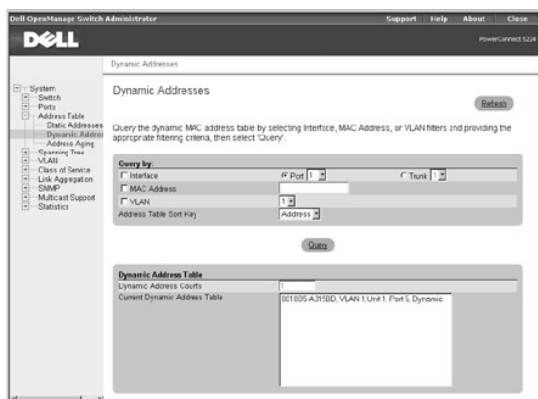 Dell OpenManage Switch Administrator Support Help About Close
DELL
PowerConnect 5224
Dynamic Addresses
System
Switch
Ports
Address Table
Static Addresses
Dynamic Addre
Address Aging
Spanning Tree
VLAN
Class of Service
Link Aggregation
SNMP
Multicast Support
Statistics
Dynamic Addresses
Refresh
Query the dynamic MAC address table by selecting Interface, MAC Address, or VLAN filters and providing the
appropriate filtering criteria, then select "Query".
Query by:
Interface Port 1 Trunk 1
MAC Address
VLAN 1
Address Table Sort Key Address
Query
Dynamic Address Table
Dynamic Address Counts 1
Current Dynamic Address Table
VLAN 1, Unit 1, Port 5, Dynamic